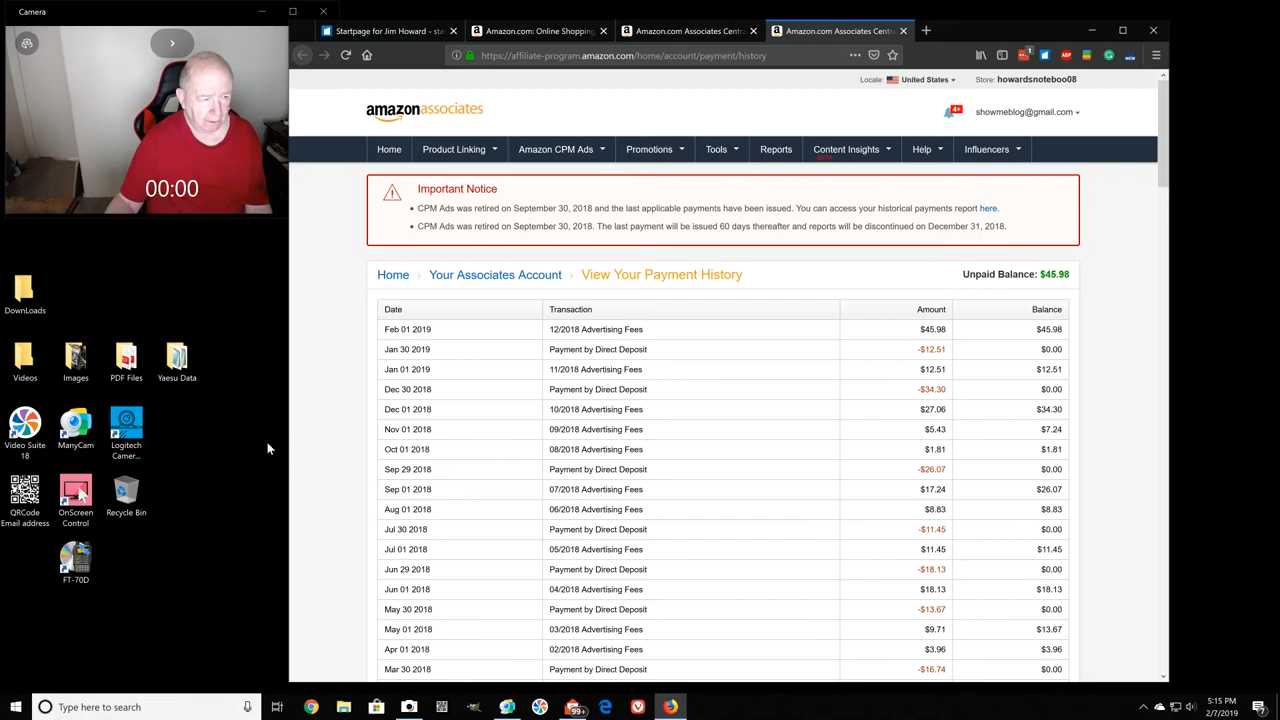 Camera
00:00
DownLoads
Videos
Images
PDF Files
Yaesu Data
Video Suite
18
ManyCam
Logitech
Camer...
QRCode
Email address
OnScreen
Control
Recycle Bin
FT-70D
Startpage for Jim Howard - sta
Amazon.com: Online Shopping
Amazon.com Associates Centra
Amazon.com Associates Centra
https://affiliate-program.amazon.com/home/account/payment/history
Locale: United States
Store: howardsnoteboo08
amazonassociates
4+
showmeblog@gmail.com
Home Product Linking Amazon CPM Ads Promotions Tools Reports Content Insights Help Influencers
BETA
Important Notice
• CPM Ads was retired on September 30, 2018 and the last applicable payments have been issued. You can access your historical payments report here.
• CPM Ads was retired on September 30, 2018. The last payment will be issued 60 days thereafter and reports will be discontinued on December 31, 2018.
Home › Your Associates Account › View Your Payment History
Unpaid Balance: $45.98
Date Transaction Amount Balance
Feb 01 2019 12/2018 Advertising Fees $45.98 $45.98
Jan 30 2019 Payment by Direct Deposit -$12.51 $0.00
Jan 01 2019 11/2018 Advertising Fees $12.51 $12.51
Dec 30 2018 Payment by Direct Deposit -$34.30 $0.00
Dec 01 2018 10/2018 Advertising Fees $27.06 $34.30
Nov 01 2018 09/2018 Advertising Fees $5.43 $7.24
Oct 01 2018 08/2018 Advertising Fees $1.81 $1.81
Sep 29 2018 Payment by Direct Deposit -$26.07 $0.00
Sep 01 2018 07/2018 Advertising Fees $17.24 $26.07
Aug 01 2018 06/2018 Advertising Fees $8.83 $8.83
Jul 30 2018 Payment by Direct Deposit -$11.45 $0.00
Jul 01 2018 05/2018 Advertising Fees $11.45 $11.45
Jun 29 2018 Payment by Direct Deposit -$18.13 $0.00
Jun 01 2018 04/2018 Advertising Fees $18.13 $18.13
May 30 2018 Payment by Direct Deposit -$13.67 $0.00
May 01 2018 03/2018 Advertising Fees $9.71 $13.67
Apr 01 2018 02/2018 Advertising Fees $3.96 $3.96
Mar 30 2018 Payment by Direct Deposit -$16.74 $0.00
Type here to search
99+
5:15 PM
2/7/2019